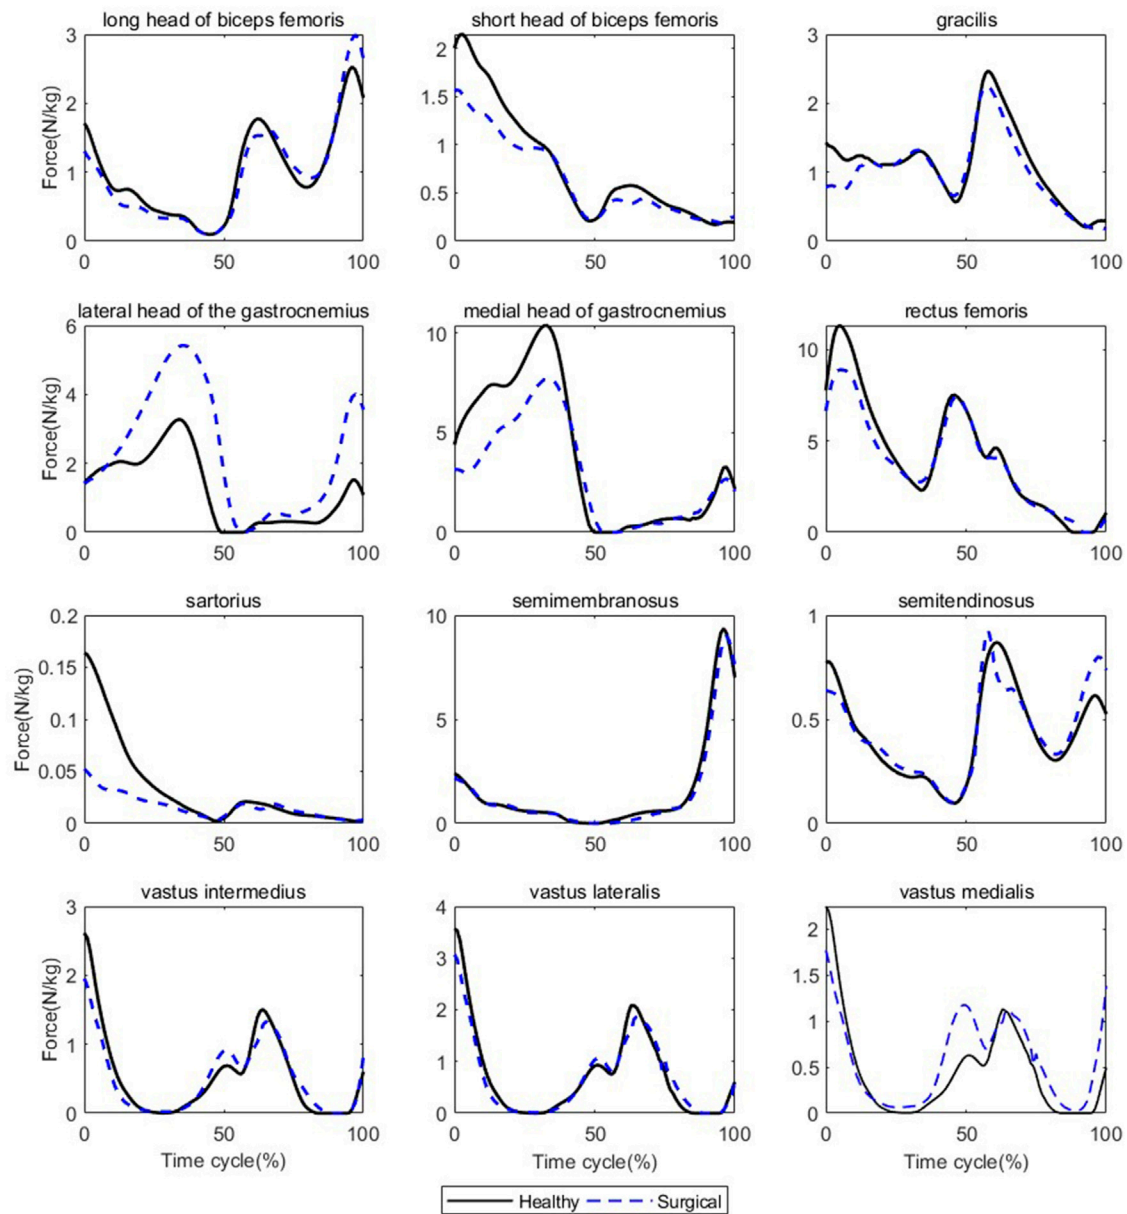 long head of biceps femoris short head of biceps femoris gracilis
3 2 2
2 1.5
1 1 1
0.5
0 0 0
Force(N/kg)
0 50 100 0 50 100 0 50 100
lateral head of the gastrocnemius medial head of gastrocnemius rectus femoris
6 10 10
4
5 5
2
0 0 0
Force(N/kg)
0 50 100 0 50 100 0 50 100
sartorius semimembranosus semitendinosus
0.2 10 1
0.15
0.1 5 0.5
0.05
0 0 0
Force(N/kg)
0 50 100 0 50 100 0 50 100
vastus intermedius vastus lateralis vastus medialis
3 4 2
2 3 1.5
2 1
1 1 0.5
0 0 0
Force(N/kg)
0 50 100 0 50 100 0 50 100
Time cycle(%) Time cycle(%) Time cycle(%)
Healthy Surgical